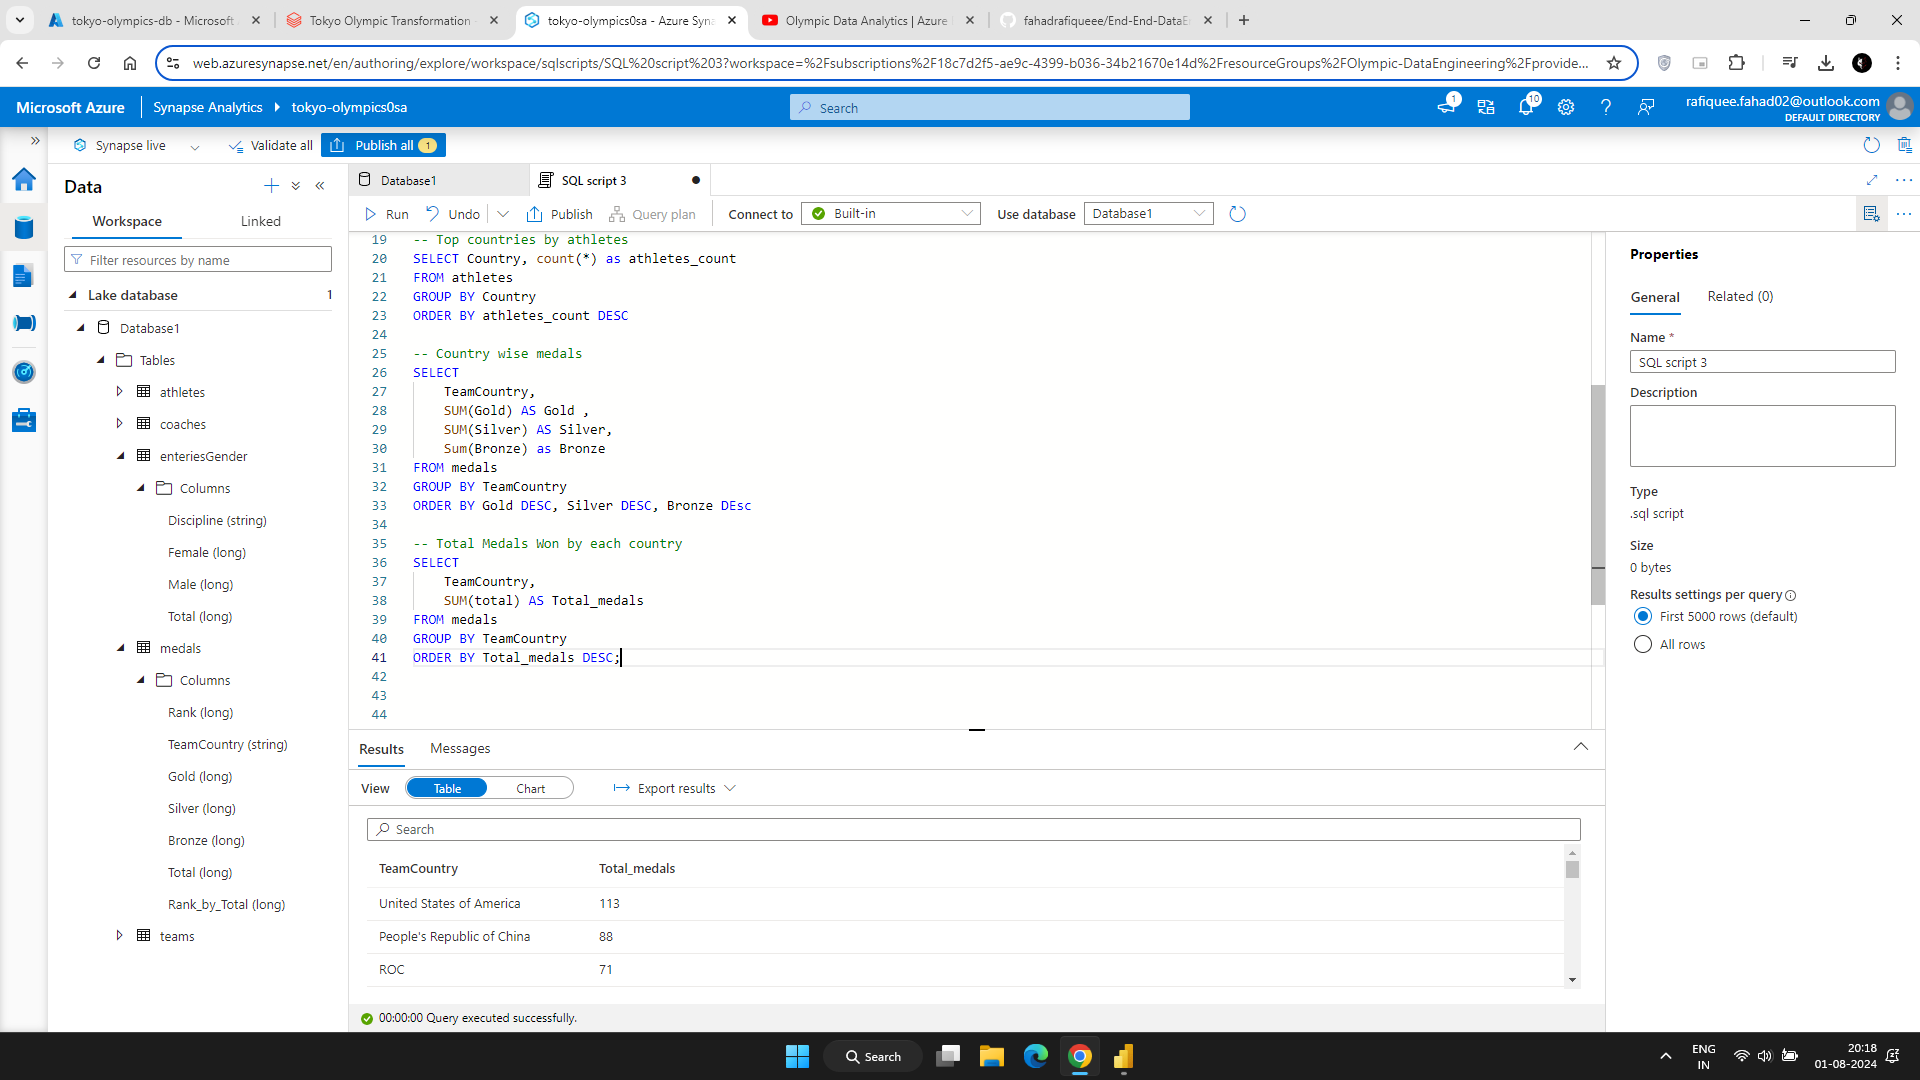 tokyo-olympics-db - Microsoft
Tokyo Olympic Transformation -
tokyo-olympics0sa - Azure Syna
Olympic Data Analytics | Azure
fahadrafiqueee/End-End-DataE
web.azuresynapse.net/en/authoring/explore/workspace/sqlscripts/SQL%20script%203?workspace=%2Fsubscriptions%2F18c7d2f5-ae9c-4399-b036-34b21670e14d%2FresourceGroups%2FOlympic-DataEngineering%2Fprovide...
Microsoft Azure
Synapse Analytics
tokyo-olympics0sa
Search
1
10
rafiquee.fahad02@outlook.com
DEFAULT DIRECTORY
Synapse live
Validate all
Publish all 1
Data
Workspace
Linked
Filter resources by name
Lake database 1
Database1
Tables
athletes
coaches
enteriesGender
Columns
Discipline (string)
Female (long)
Male (long)
Total (long)
medals
Columns
Rank (long)
TeamCountry (string)
Gold (long)
Silver (long)
Bronze (long)
Total (long)
Rank_by_Total (long)
teams
Database1
SQL script 3
Run
Undo
Publish
Query plan
Connect to
Built-in
Use database
Database1
19 -- Top countries by athletes
20 SELECT Country, count(*) as athletes_count
21 FROM athletes
22 GROUP BY Country
23 ORDER BY athletes_count DESC
24
25 -- Country wise medals
26 SELECT
27 TeamCountry,
28 SUM(Gold) AS Gold ,
29 SUM(Silver) AS Silver,
30 Sum(Bronze) as Bronze
31 FROM medals
32 GROUP BY TeamCountry
33 ORDER BY Gold DESC, Silver DESC, Bronze DEsc
34
35 -- Total Medals Won by each country
36 SELECT
37 TeamCountry,
38 SUM(total) AS Total_medals
39 FROM medals
40 GROUP BY TeamCountry
41 ORDER BY Total_medals DESC;
42
43
44
Results
Messages
View
Table
Chart
Export results
Search
TeamCountry Total_medals
United States of America 113
People's Republic of China 88
ROC 71
00:00:00 Query executed successfully.
Properties
General
Related (0)
Name *
SQL script 3
Description
Type
.sql script
Size
0 bytes
Results settings per query
First 5000 rows (default)
All rows
Search
ENG
IN
20:18
01-08-2024